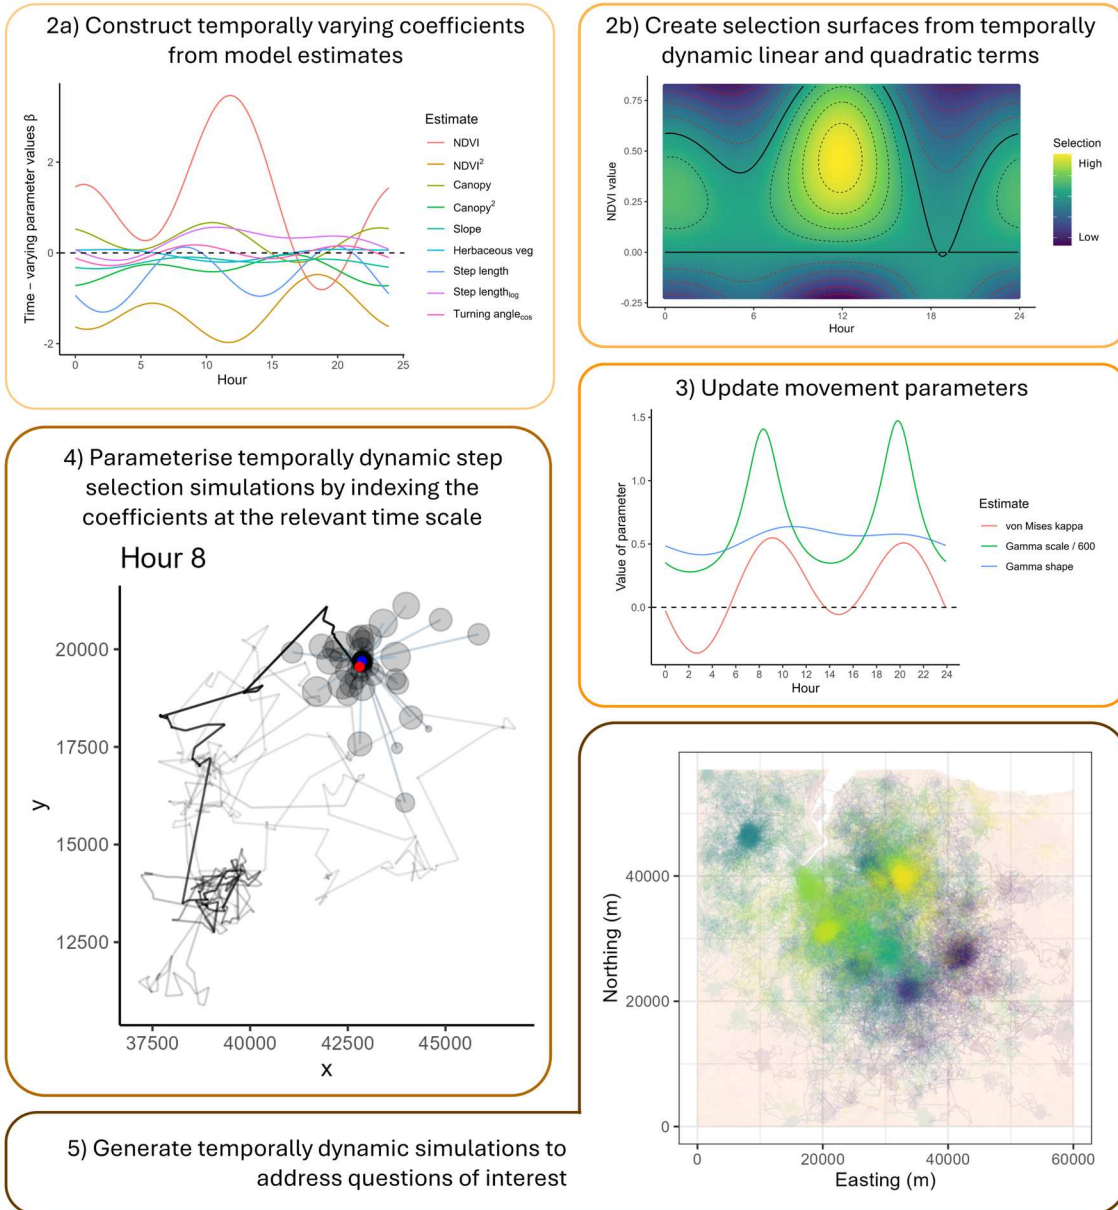 2a) Construct temporally varying coefficients
from model estimates
Time − varying parameter values β
2
0
-2
0
5
10
15
20
25
Hour
Estimate
NDVI
NDVI²
Canopy
Canopy²
Slope
Herbaceous veg
Step length
Step length_log
Turning angle_cos
2b) Create selection surfaces from temporally
dynamic linear and quadratic terms
NDVI value
0.75
0.50
0.25
0.00
-0.25
0
6
12
18
24
Hour
Selection
High
Low
3) Update movement parameters
Value of parameter
1.5
1.0
0.5
0.0
0 2 4 6 8 10 12 14 16 18 20 22 24
Hour
Estimate
von Mises kappa
Gamma scale / 600
Gamma shape
4) Parameterise temporally dynamic step
selection simulations by indexing the
coefficients at the relevant time scale
Hour 8
y
20000
17500
15000
12500
37500
40000
42500
45000
x
Northing (m)
40000
20000
0
0
20000
40000
60000
Easting (m)
5) Generate temporally dynamic simulations to
address questions of interest